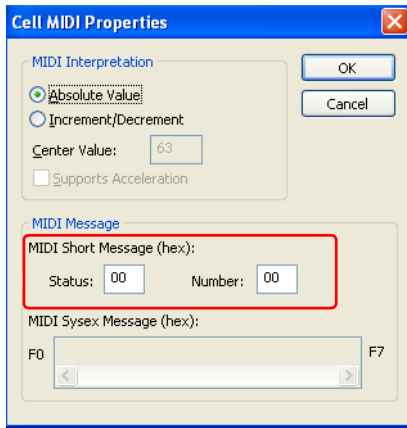 Cell MIDI Properties
MIDI Interpretation
OK
Absolute Value
Cancel
Increment/Decrement
Center Value: 63
Supports Acceleration
MIDI Message
MIDI Short Message (hex):
Status: 00 Number: 00
MIDI Sysex Message (hex):
F0 F7